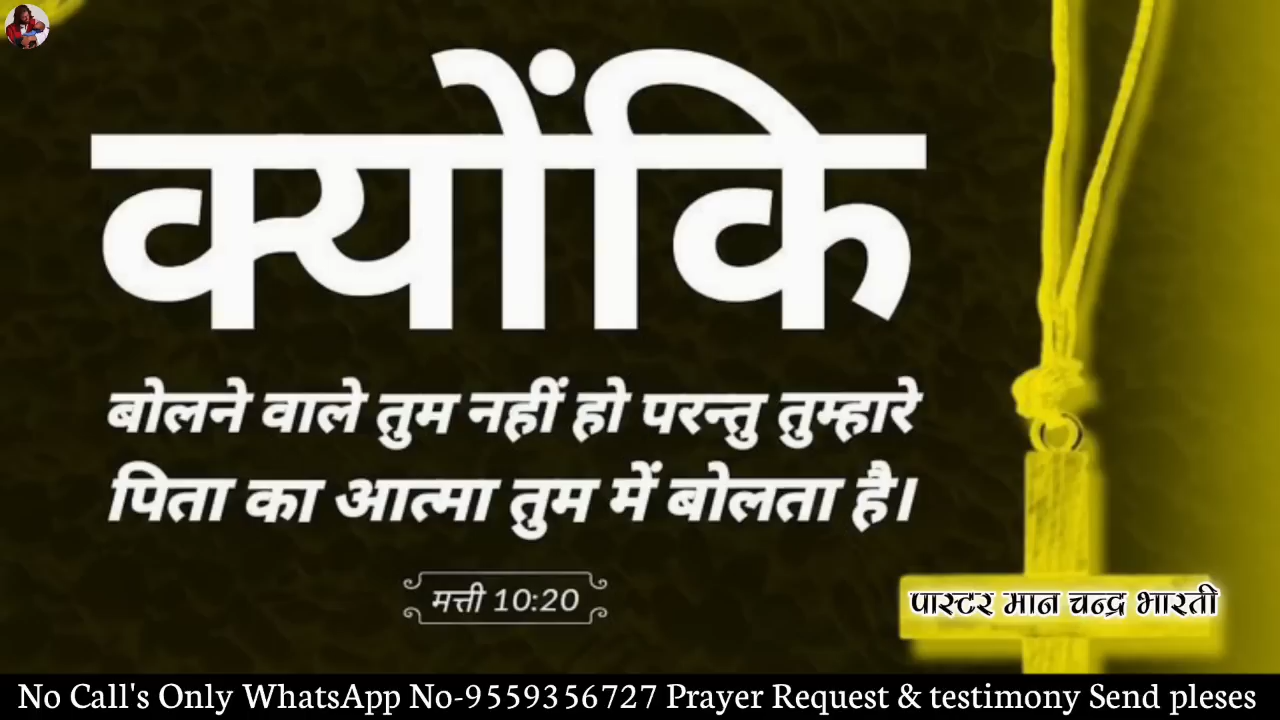 क्योंकि
बोलने वाले तुम नहीं हो परन्तु तुम्हारे
पिता का आत्मा तुम में बोलता है।
मत्ती 10:20
पास्टर मान चन्द्र भारती
No Call's Only WhatsApp No-9559356727 Prayer Request & testimony Send pleses